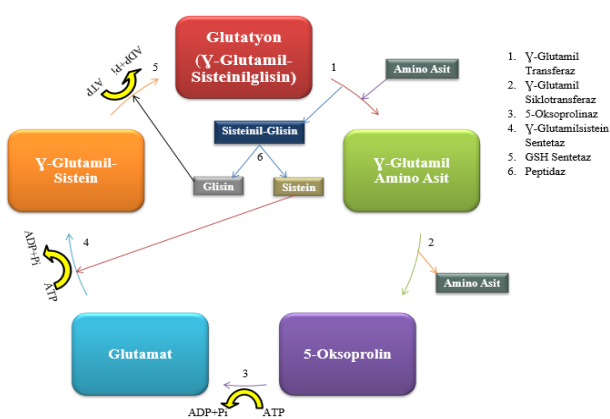 Glutatyon
(Ɣ-Glutamil-
Sisteinilglisin)
1
Amino Asit
Sisteinil-Glisin
6
Glisin
Sistein
Ɣ-Glutamil
Amino Asit
2
Amino Asit
5-Oksoprolin
3
ATP
ADP+Pi
Glutamat
4
ATP
ADP+Pi
Ɣ-Glutamil-
Sistein
5
ATP
ADP+Pi
1. Ɣ-Glutamil
Transferaz
2. Ɣ-Glutamil
Siklotransferaz
3. 5-Oksoprolinaz
4. Ɣ-Glutamilsistein
Sentetaz
5. GSH Sentetaz
6. Peptidaz